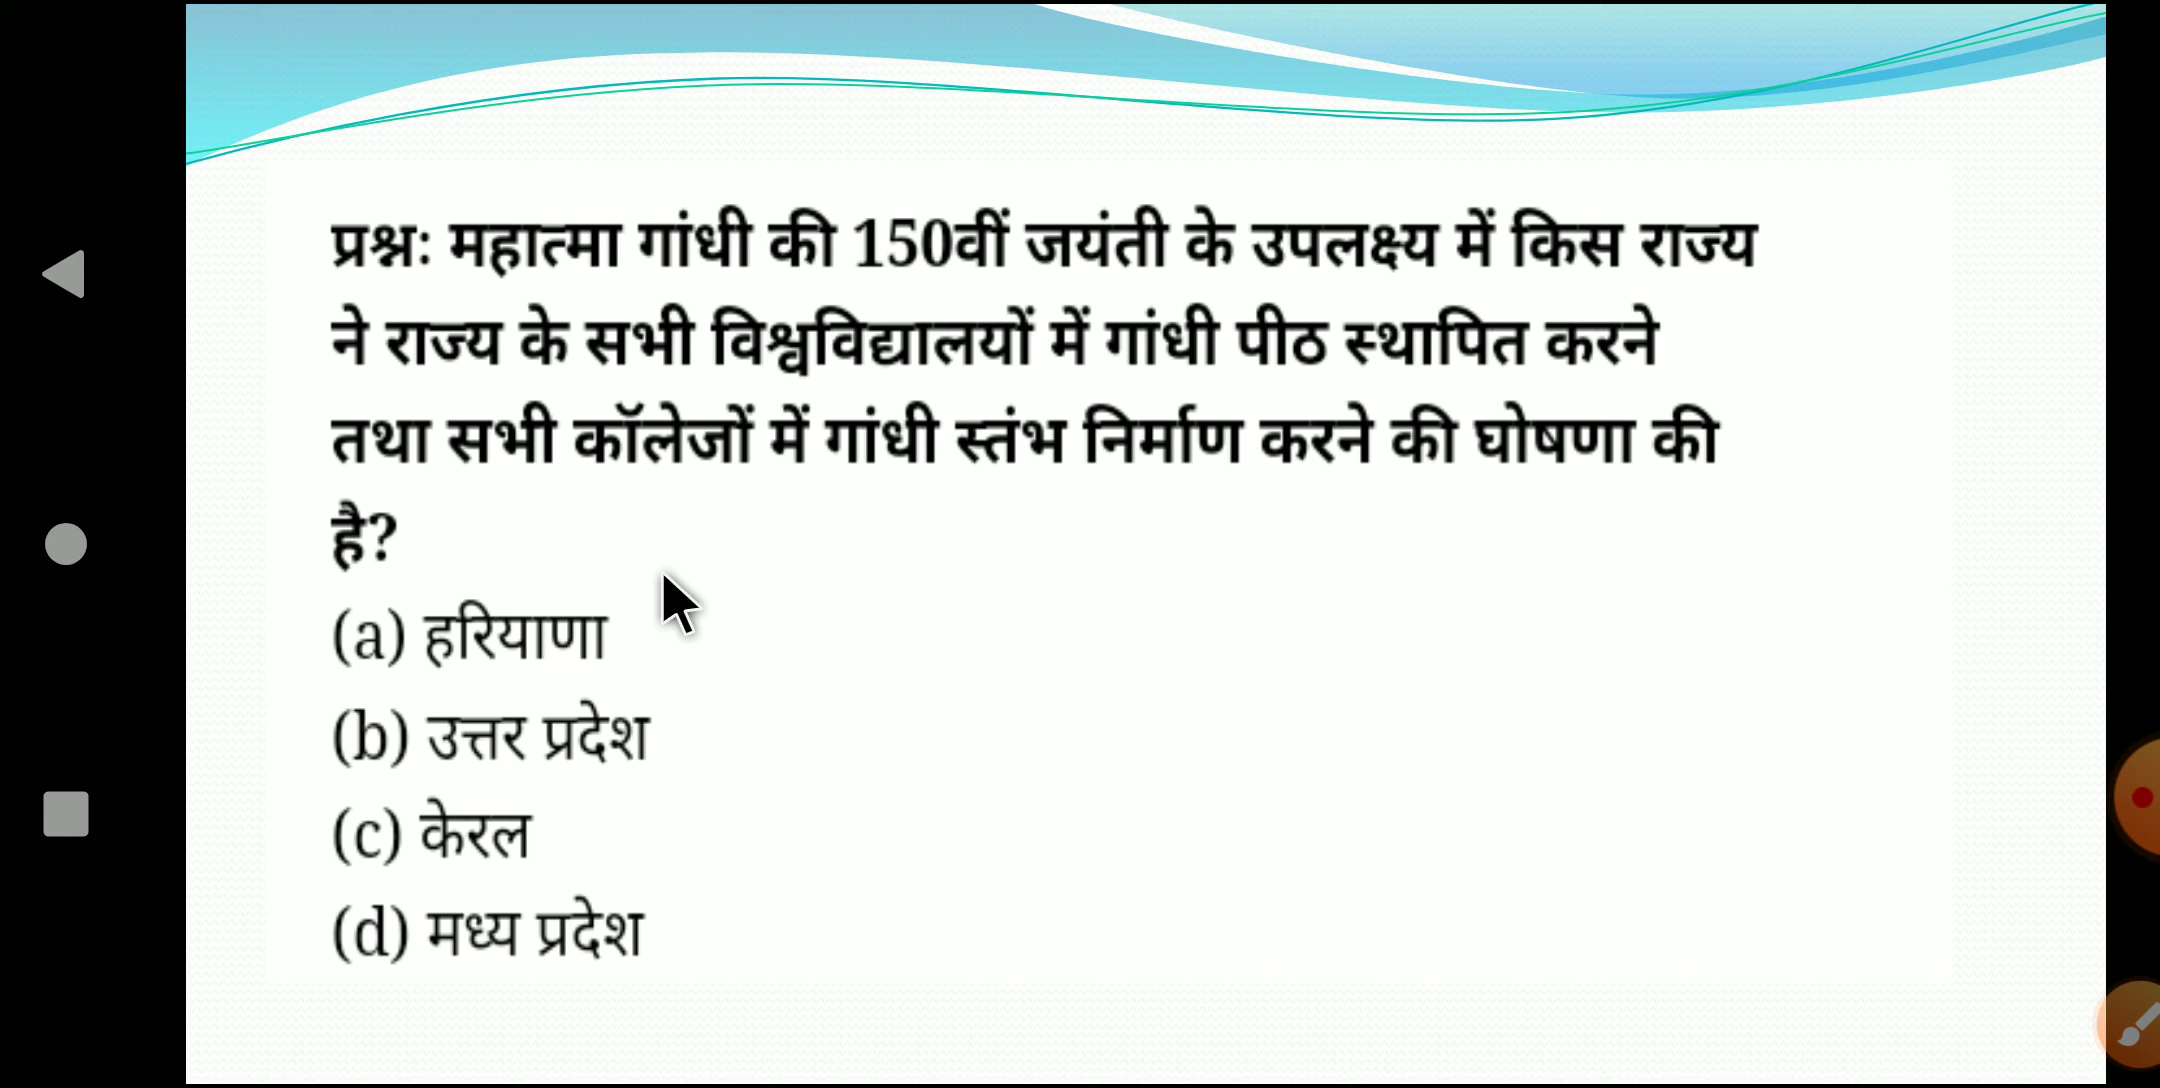 प्रश्न: महात्मा गांधी की 150वीं जयंती के उपलक्ष्य में किस राज्य
ने राज्य के सभी विश्वविद्यालयों में गांधी पीठ स्थापित करने
तथा सभी कॉलेजों में गांधी स्तंभ निर्माण करने की घोषणा की
है?
(a) हरियाणा
(b) उत्तर प्रदेश
(c) केरल
(d) मध्य प्रदेश